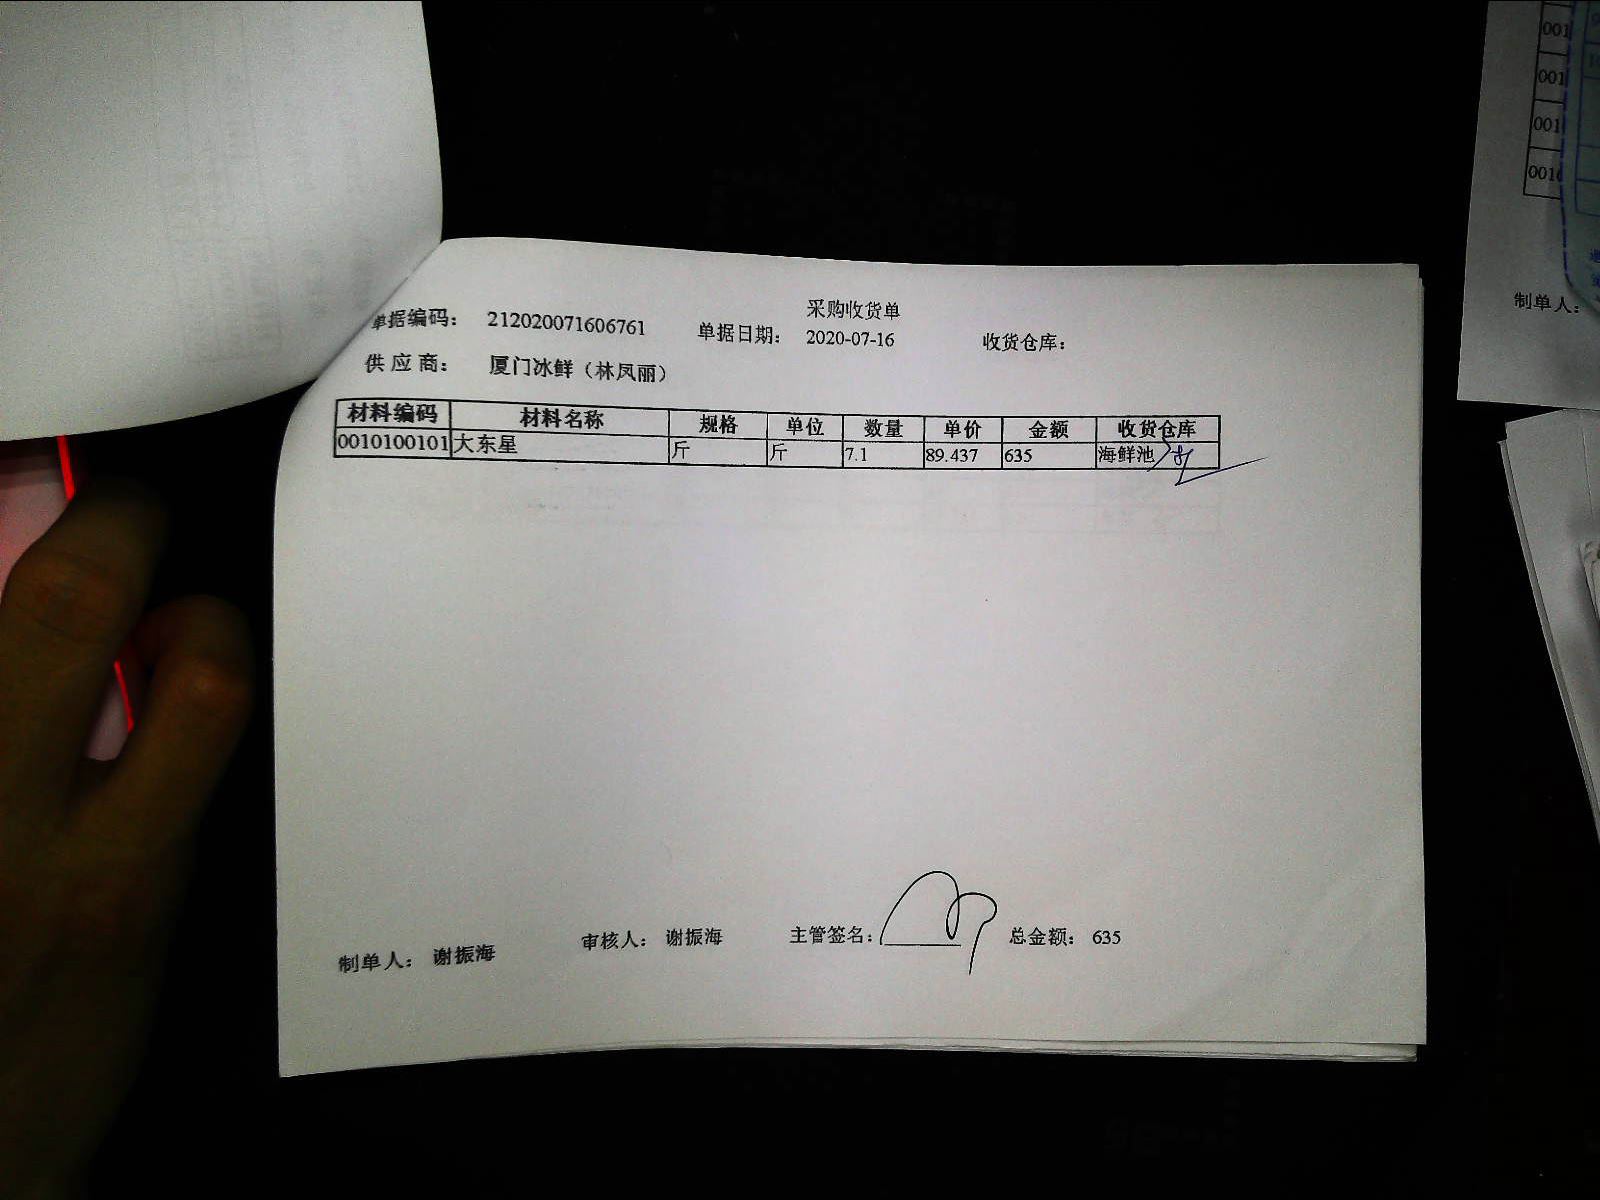 采购收货单
单据编码： 212020071606761 单据日期： 2020-07-16 收货仓库：
供 应 商： 厦门冰鲜（林凤丽）
材料编码 材料名称 规格 单位 数量 单价 金额 收货仓库
0010100101 大东星 斤 斤 7.1 89.437 635 海鲜池
制单人： 谢振海 审核人： 谢振海 主管签名： 总金额： 635
001
001
001
001
制单人：